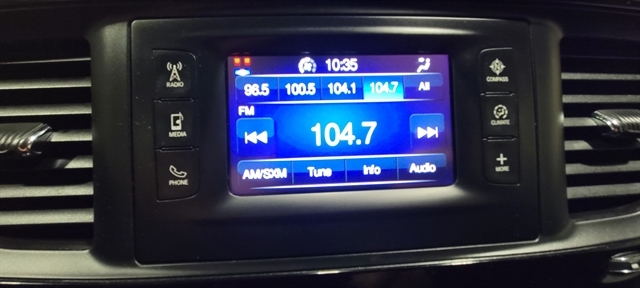 10:35
98.5 100.5 104.1 104.7 All
FM
104.7
AM/SXM Tune Info Audio
RADIO
MEDIA
PHONE
COMPASS
CLIMATE
MORE